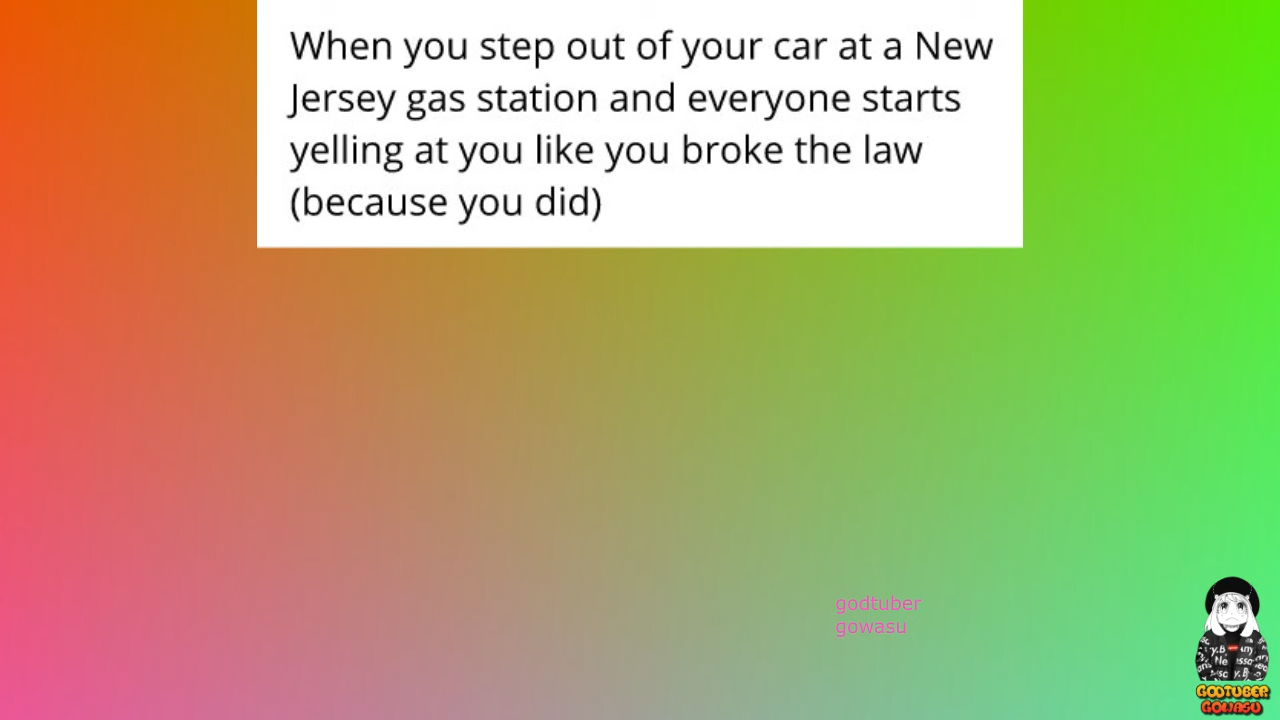 When you step out of your car at a New
Jersey gas station and everyone starts
yelling at you like you broke the law
(because you did)
godtuber
gowasu
GODTUBER
GOWASU